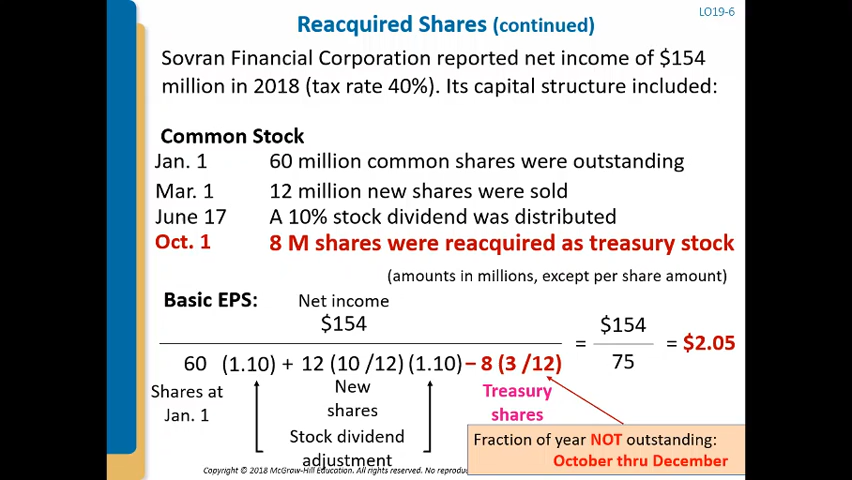 LO19-6
Reacquired Shares (continued)
Sovran Financial Corporation reported net income of $154
million in 2018 (tax rate 40%). Its capital structure included:
Common Stock
Jan. 1 60 million common shares were outstanding
Mar. 1 12 million new shares were sold
June 17 A 10% stock dividend was distributed
Oct. 1 8 M shares were reacquired as treasury stock
(amounts in millions, except per share amount)
Basic EPS: Net income
$154
60 (1.10) + 12 (10 /12) (1.10) – 8 (3 /12)
= $154
75
= $2.05
Shares at
Jan. 1
New
shares
Treasury
shares
Stock dividend
adjustment
Fraction of year NOT outstanding:
October thru December
Copyright © 2018 McGraw-Hill Education. All rights reserved. No